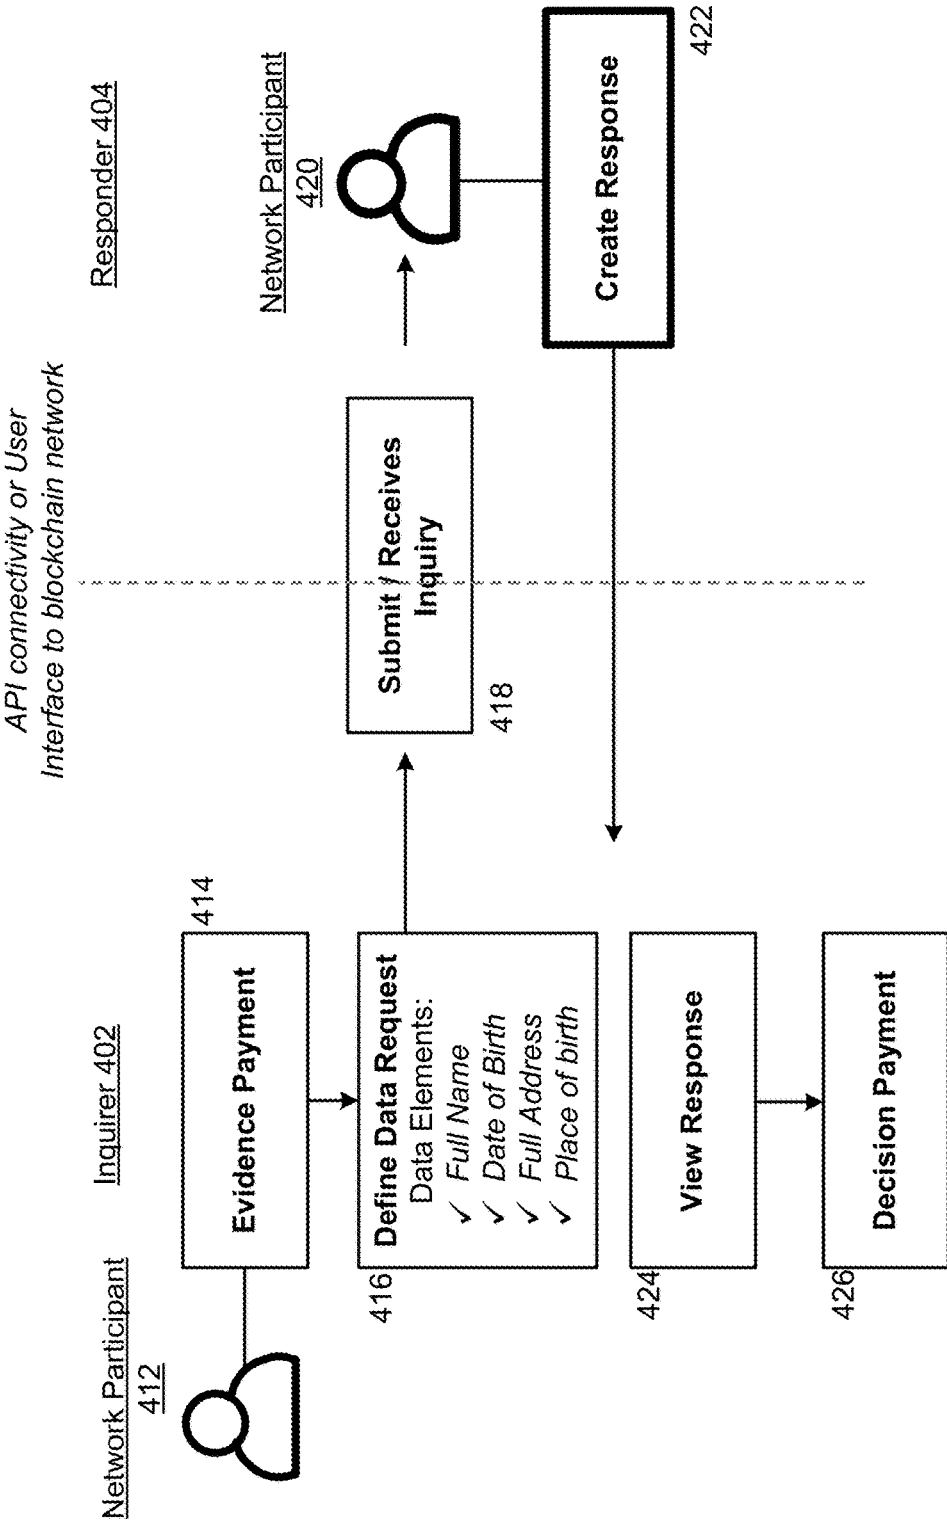 API connectivity or User
Interface to blockchain network
Inquirer 402
Responder 404
Network Participant
412
Evidence Payment
414
Define Data Request
Data Elements:
✓ Full Name
✓ Date of Birth
✓ Full Address
✓ Place of birth
416
Submit / Receives
Inquiry
418
Network Participant
420
Create Response
422
View Response
424
Decision Payment
426